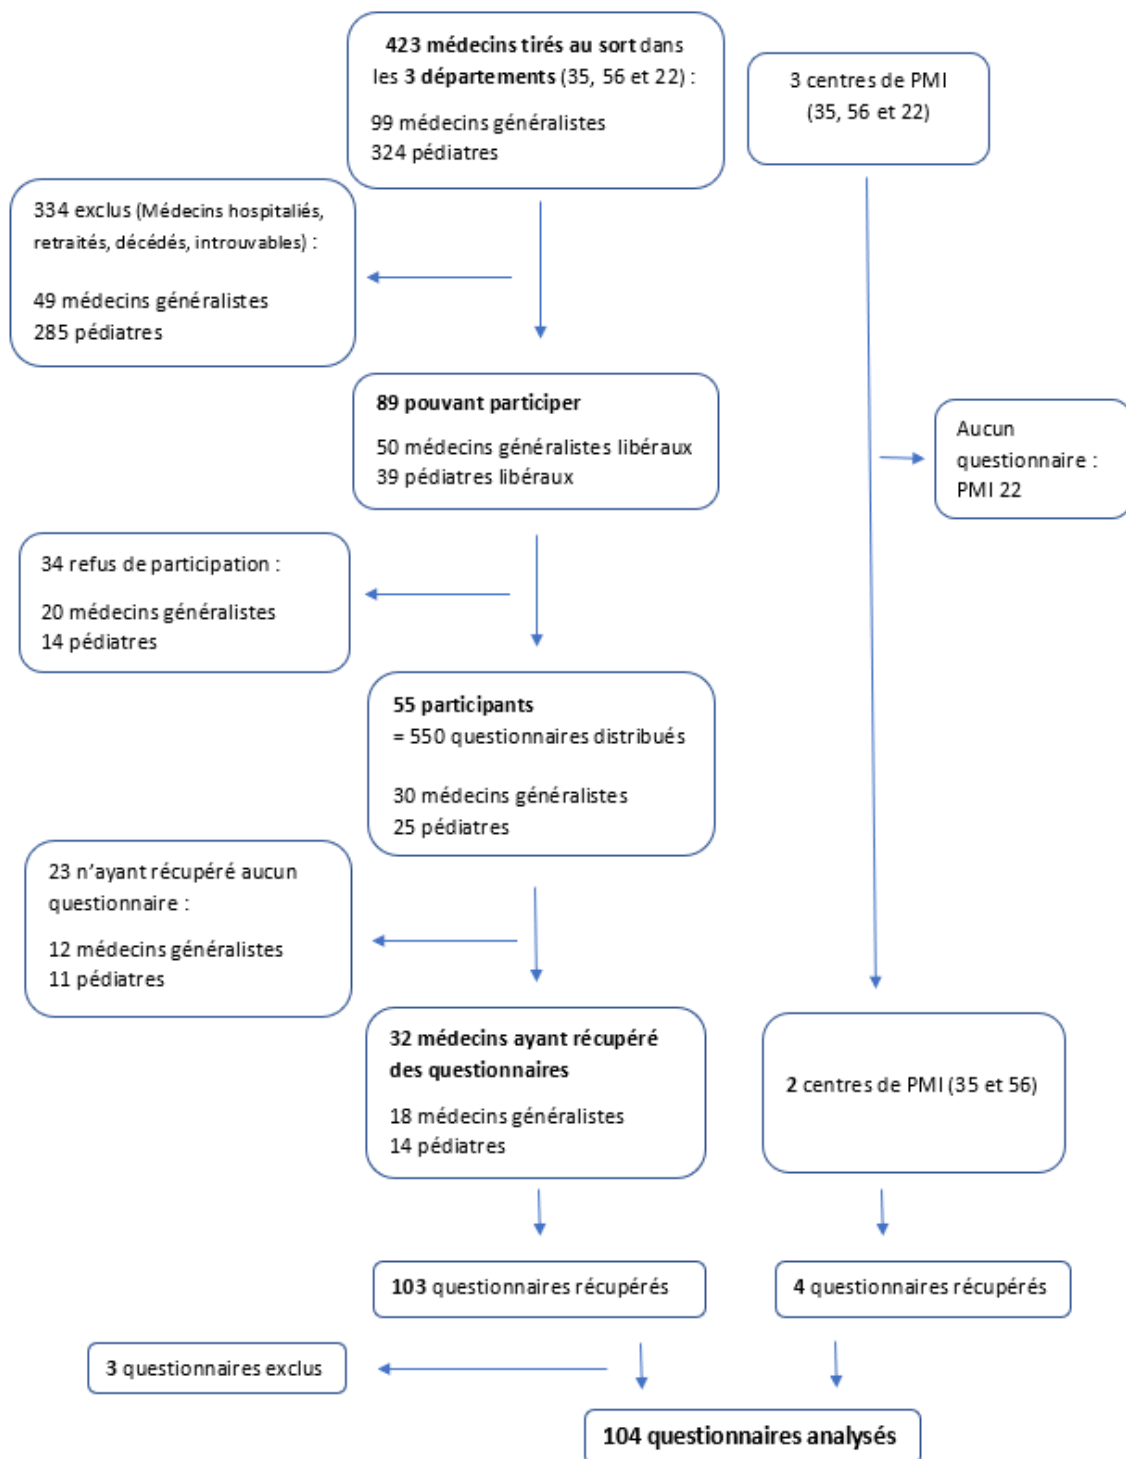 423 médecins tirés au sort dans
les 3 départements (35, 56 et 22) :
99 médecins généralistes
324 pédiatres
3 centres de PMI
(35, 56 et 22)
334 exclus (Médecins hospitaliés,
retraités, décédés, introuvables) :
49 médecins généralistes
285 pédiatres
89 pouvant participer
50 médecins généralistes libéraux
39 pédiatres libéraux
Aucun
questionnaire :
PMI 22
34 refus de participation :
20 médecins généralistes
14 pédiatres
55 participants
= 550 questionnaires distribués
30 médecins généralistes
25 pédiatres
23 n’ayant récupéré aucun
questionnaire :
12 médecins généralistes
11 pédiatres
32 médecins ayant récupéré
des questionnaires
18 médecins généralistes
14 pédiatres
2 centres de PMI (35 et 56)
103 questionnaires récupérés
4 questionnaires récupérés
3 questionnaires exclus
104 questionnaires analysés